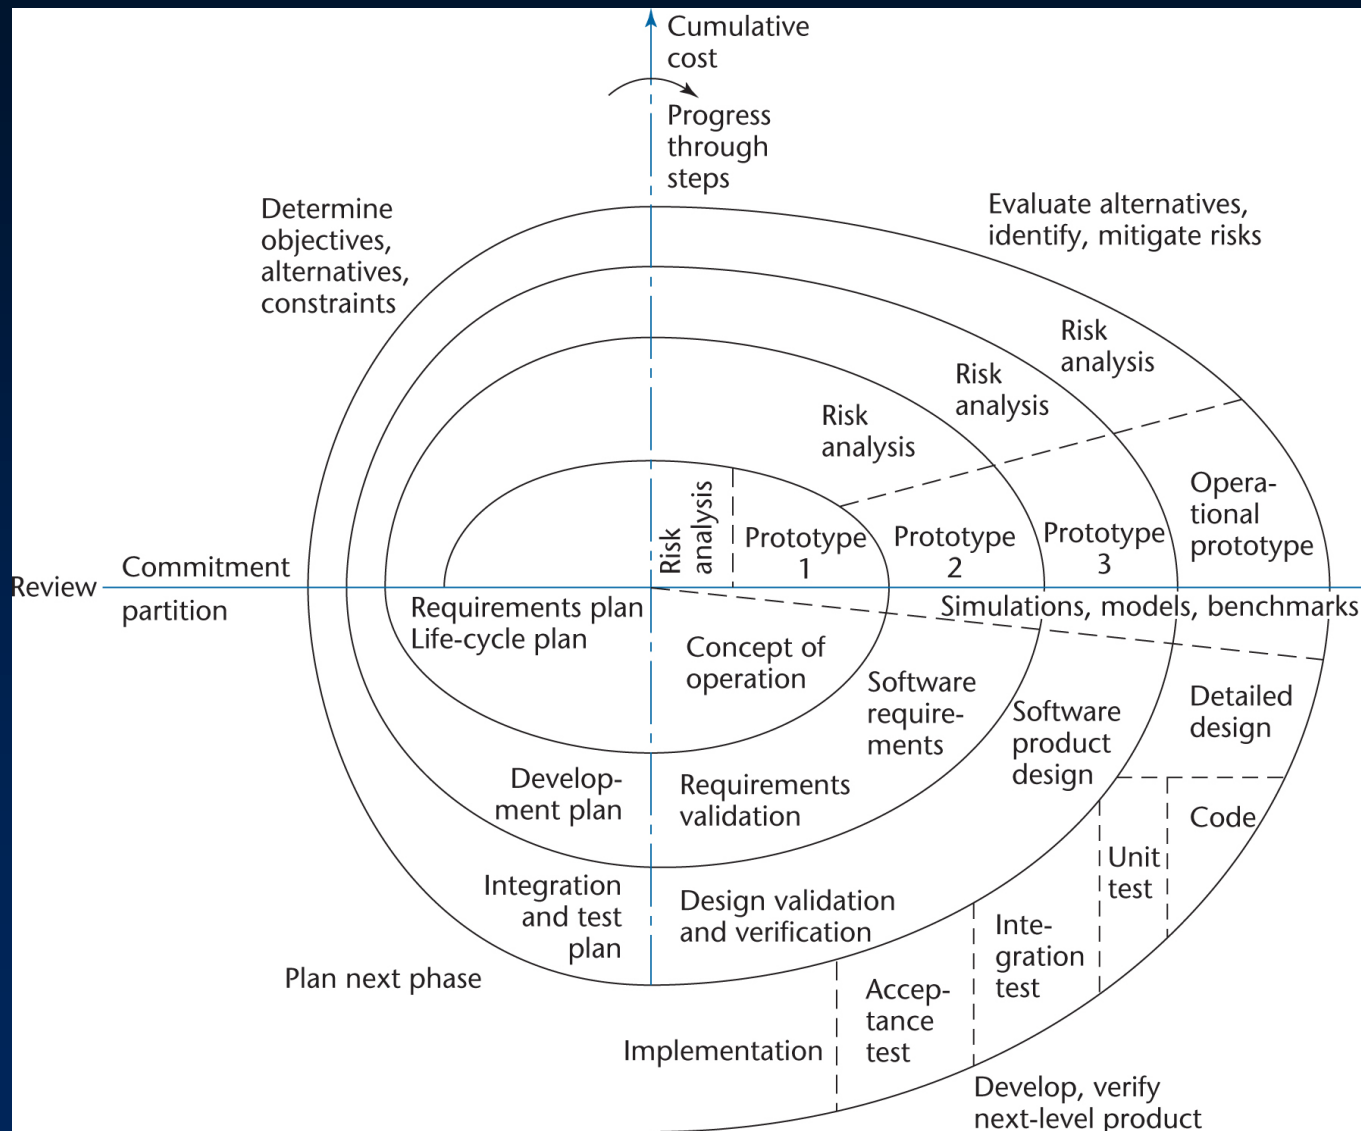 Cumulative
cost
Progress
through
steps
Determine
objectives,
alternatives,
constraints
Evaluate alternatives,
identify, mitigate risks
Risk
analysis
Risk
analysis
Risk
analysis
Risk
analysis
Prototype
1
Prototype
2
Prototype
3
Opera-
tional
prototype
Review
Commitment
partition
Requirements plan
Life-cycle plan
Concept of
operation
Simulations, models, benchmarks
Software
require-
ments
Software
product
design
Detailed
design
Develop-
ment plan
Requirements
validation
Code
Unit
test
Integration
and test
plan
Design validation
and verification
Inte-
gration
test
Plan next phase
Accep-
tance
test
Implementation
Develop, verify
next-level product